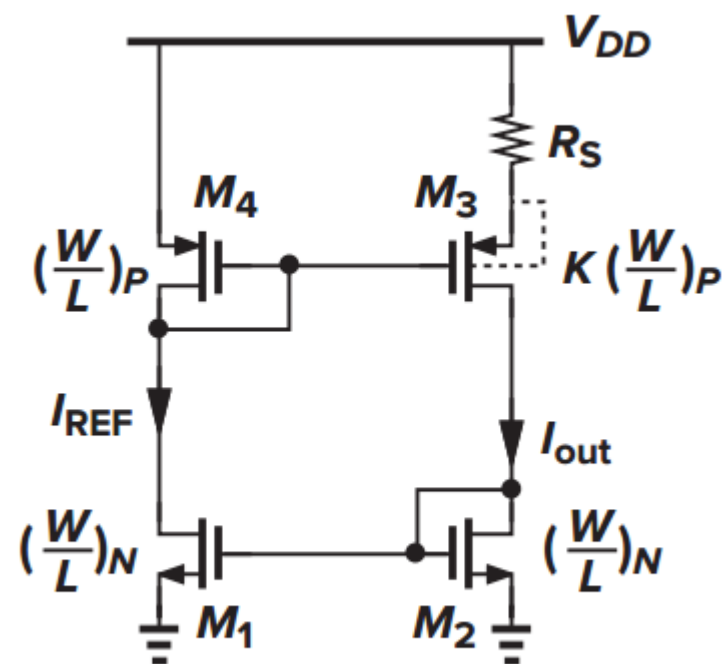 V_DD
R_S
M_4
M_3
(W/L)_P
K (W/L)_P
I_REF
I_out
(W/L)_N
(W/L)_N
M_1
M_2